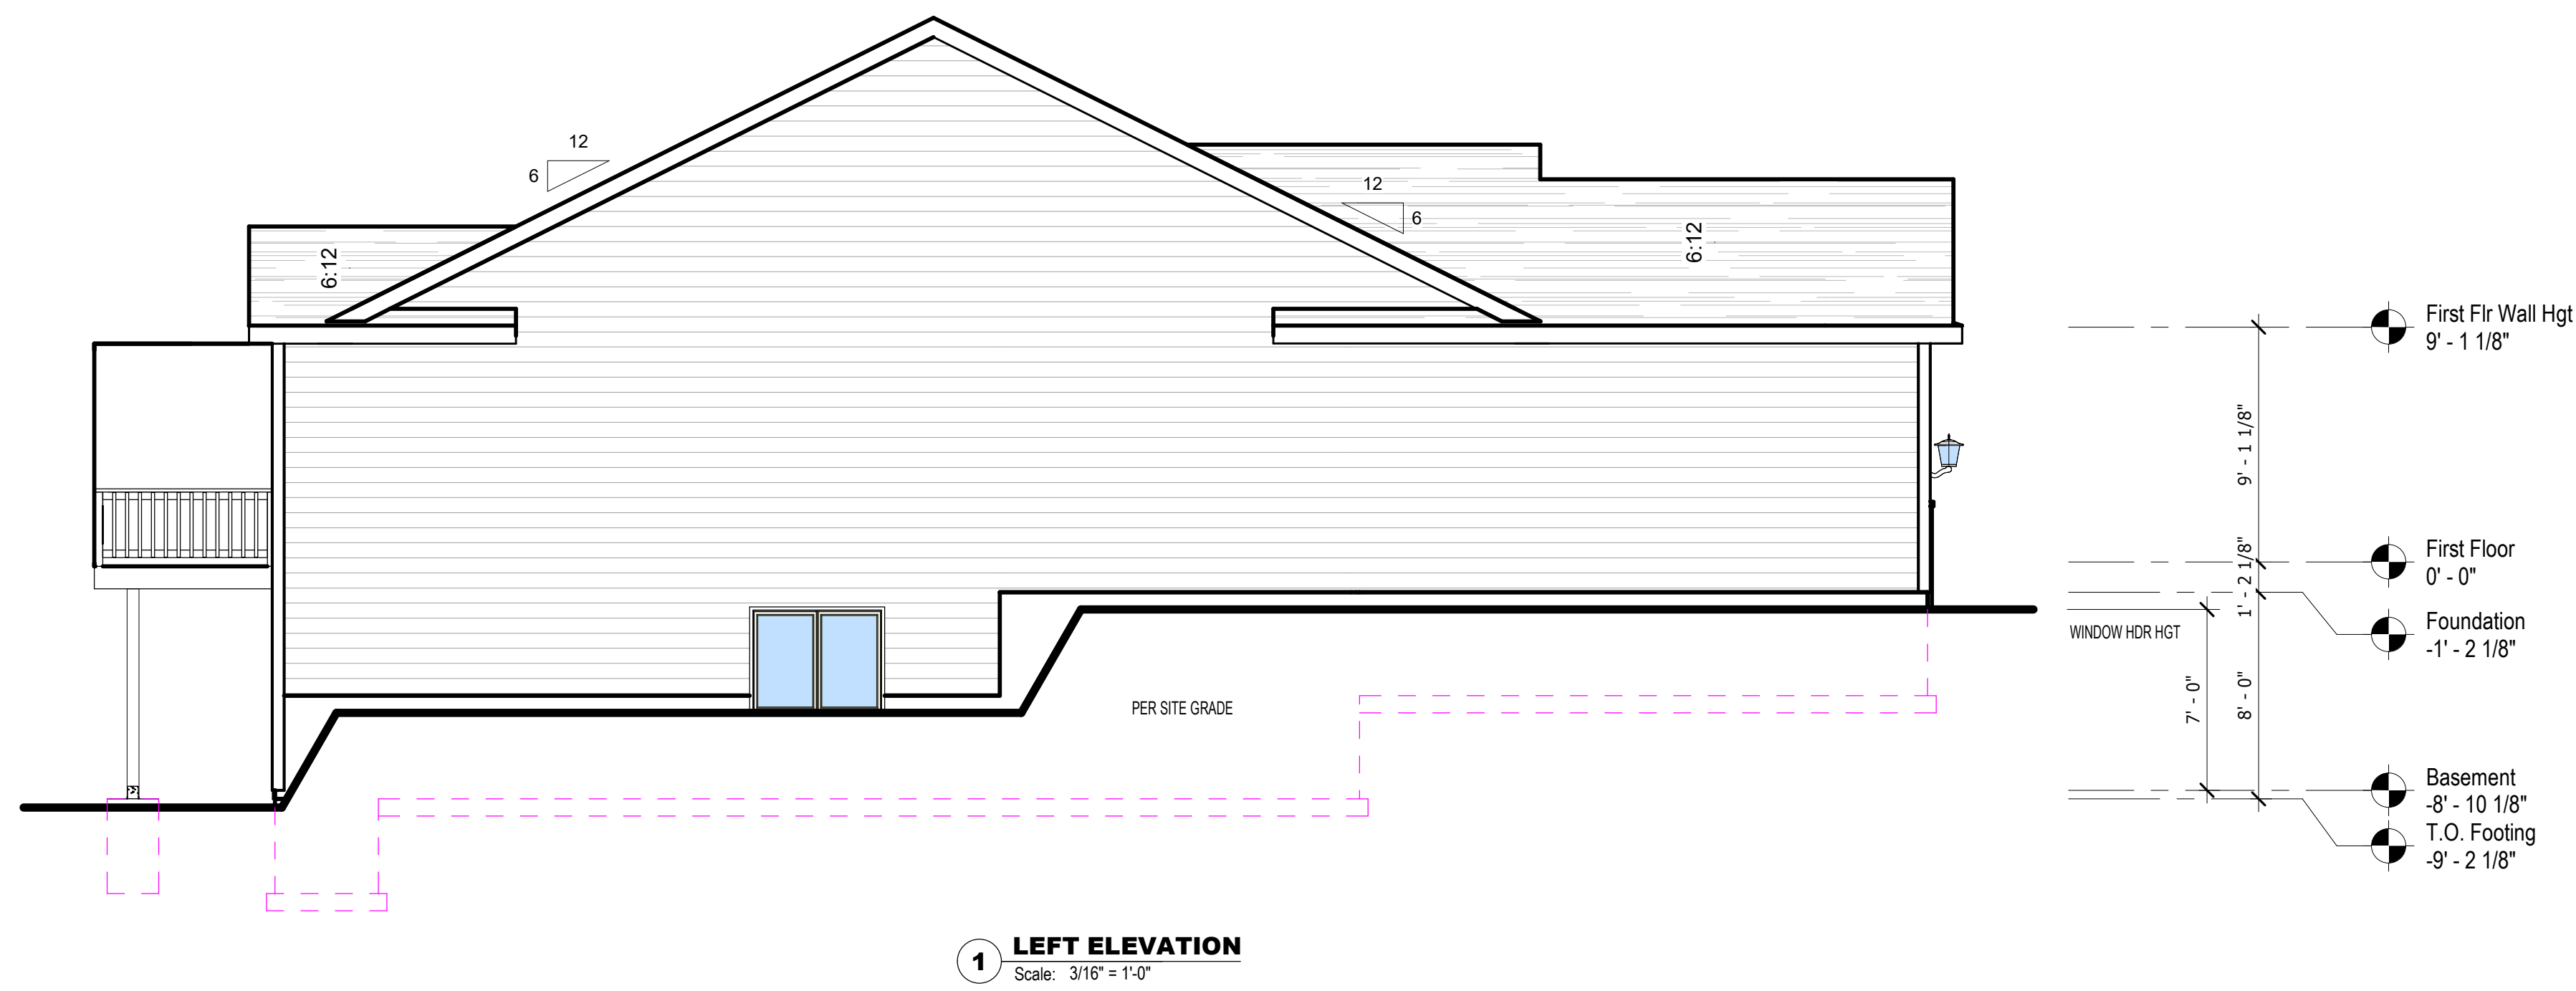 12
6
12
6
6:12
6:12
First Flr Wall Hgt
9' - 1 1/8"
9' - 1 1/8"
First Floor
0' - 0"
1' - 2 1/8"
Foundation
-1' - 2 1/8"
WINDOW HDR HGT
7' - 0"
8' - 0"
PER SITE GRADE
Basement
-8' - 10 1/8"
T.O. Footing
-9' - 2 1/8"
1
LEFT ELEVATION
Scale: 3/16" = 1'-0"